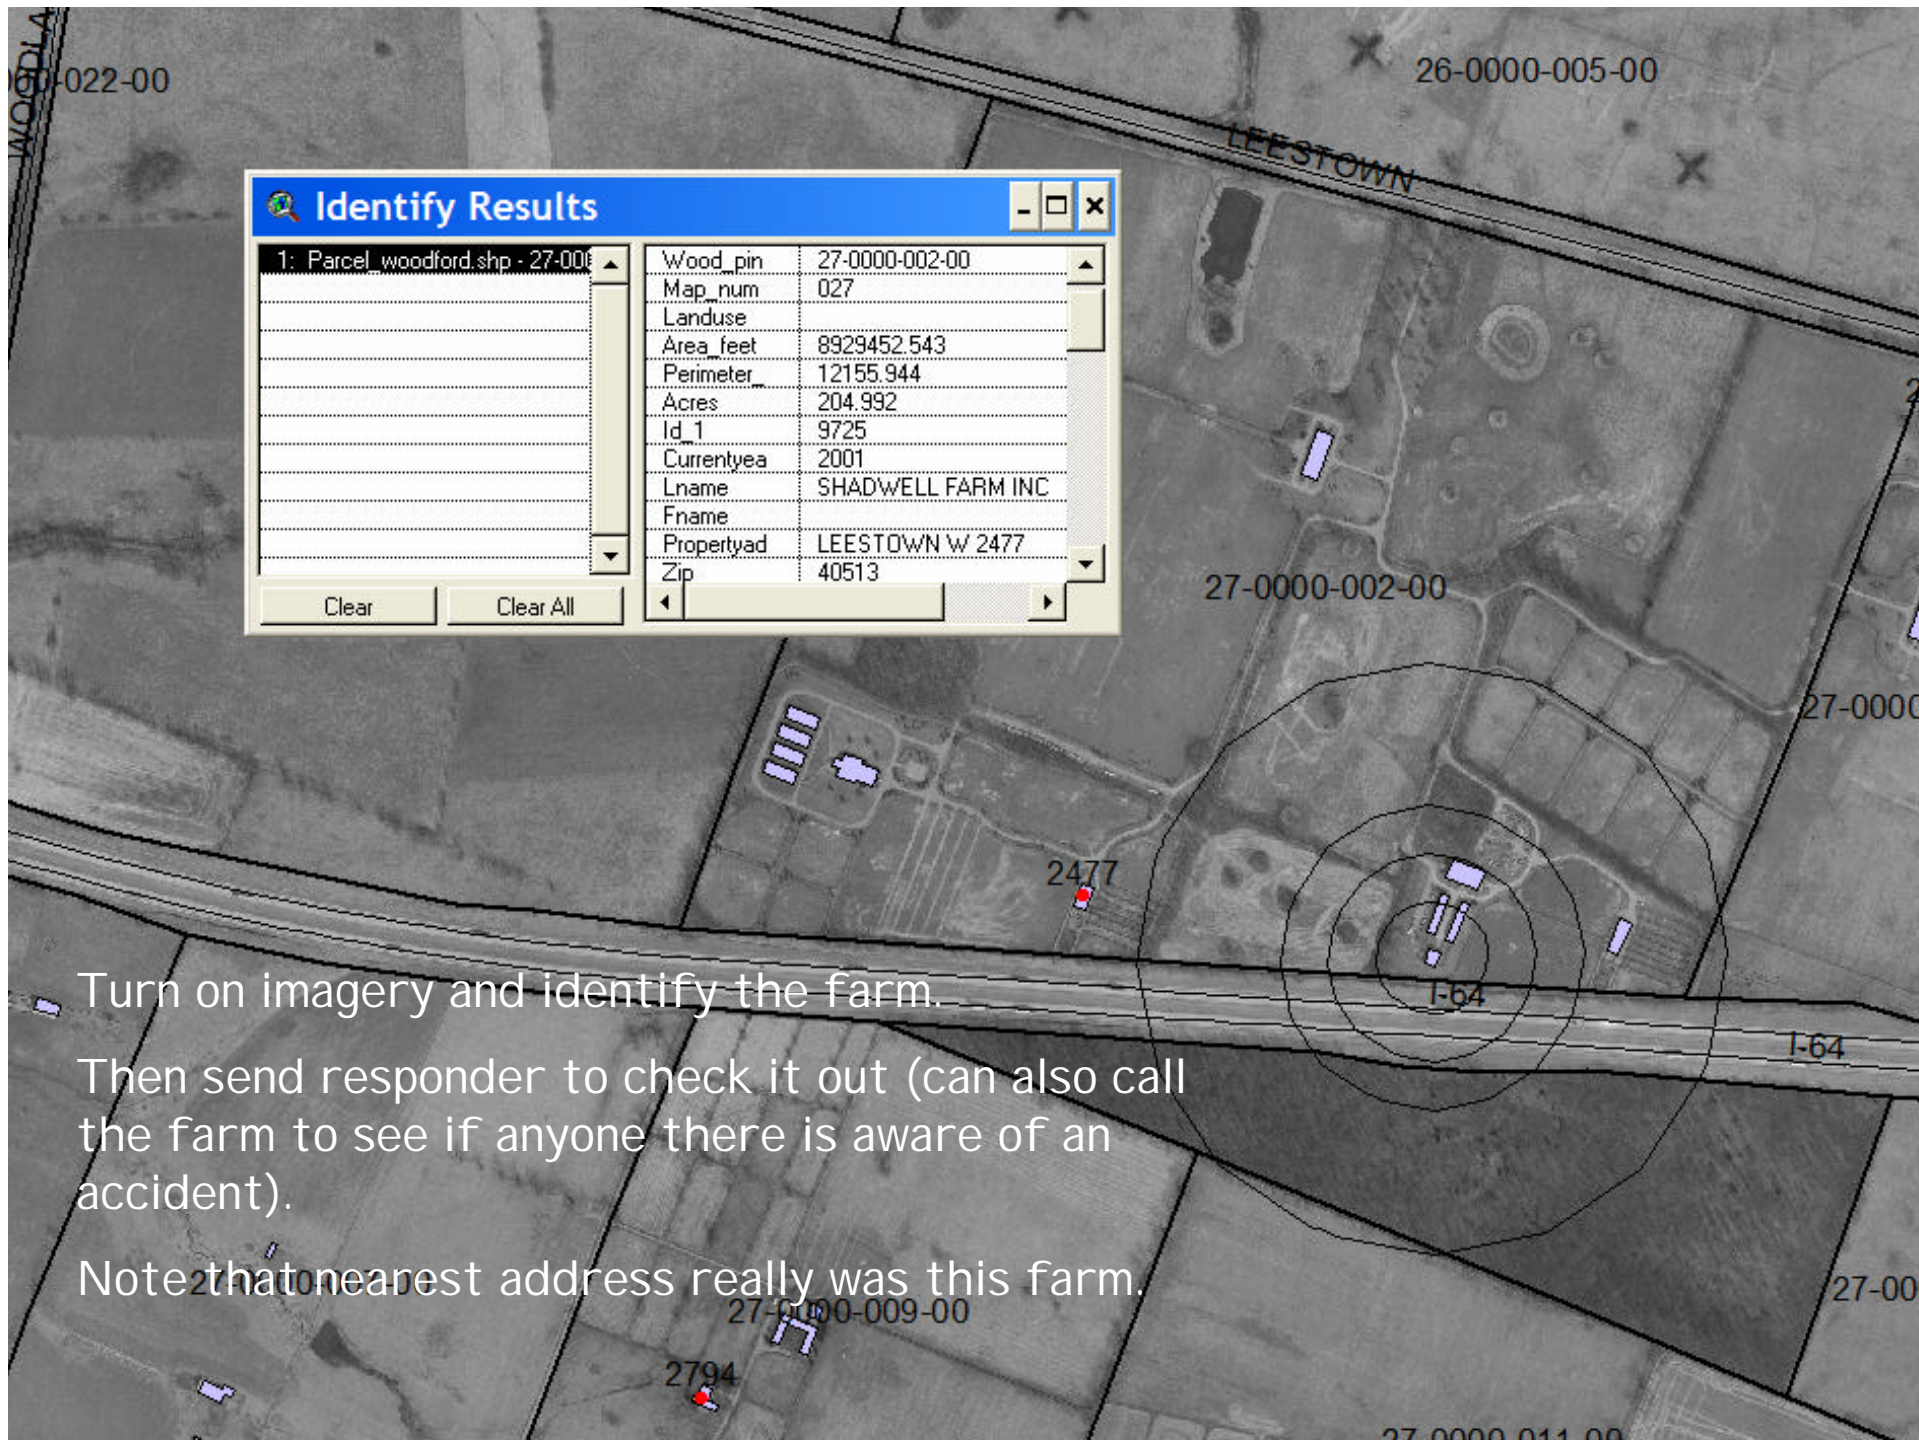 WOODLA
-022-00
26-0000-005-00
LEESTOWN
Identify Results
1: Parcel_woodford.shp - 27-000
Wood_pin 27-0000-002-00
Map_num 027
Landuse
Area_feet 8929452.543
Perimeter_ 12155.944
Acres 204.992
Id_1 9725
Currentyea 2001
Lname SHADWELL FARM INC
Fname
Propertyad LEESTOWN W 2477
Zip 40513
Clear Clear All
27-0000-002-00
27-0000
2477
I-64
I-64
Turn on imagery and identify the farm.
Then send responder to check it out (can also call
the farm to see if anyone there is aware of an
accident).
Note that nearest address really was this farm.
27-00
27-0000-009-00
2794
27-0000-011-00